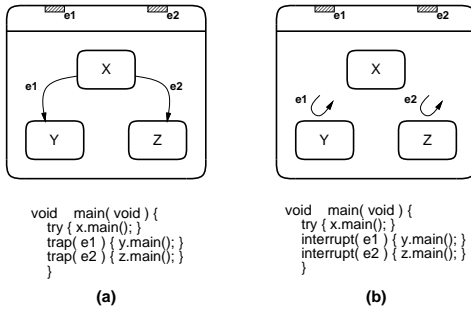 e1 e2
X
e1 e2
Y Z
void main( void ) {
try { x.main(); }
trap( e1 ) { y.main(); }
trap( e2 ) { z.main(); }
}
(a)
e1 e2
X
e1 e2
Y Z
void main( void ) {
try { x.main(); }
interrupt( e1 ) { y.main(); }
interrupt( e2 ) { z.main(); }
}
(b)